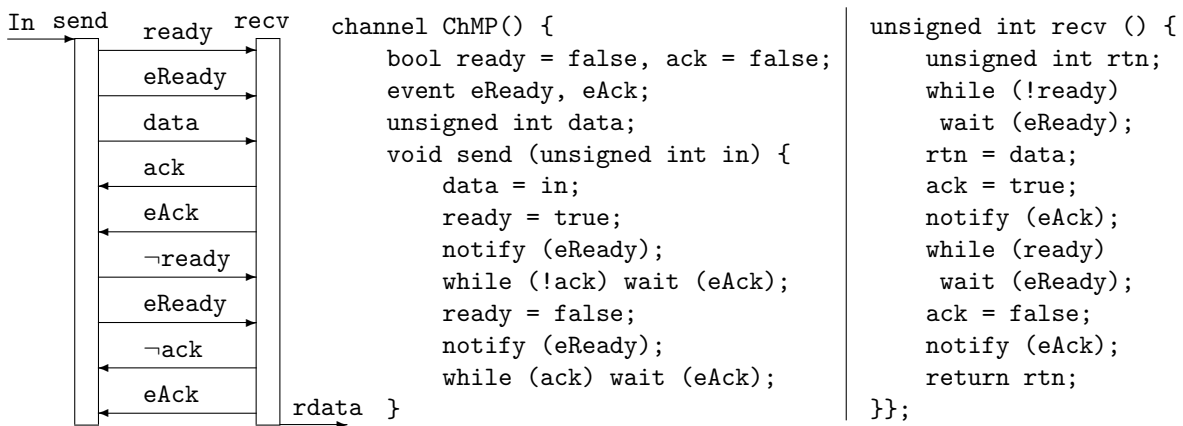 In send recv
ready
eReady
data
ack
eAck
¬ready
eReady
¬ack
eAck
rdata
channel ChMP() {
    bool ready = false, ack = false;
    event eReady, eAck;
    unsigned int data;
    void send (unsigned int in) {
        data = in;
        ready = true;
        notify (eReady);
        while (!ack) wait (eAck);
        ready = false;
        notify (eReady);
        while (ack) wait (eAck);
    }
unsigned int recv () {
    unsigned int rtn;
    while (!ready)
     wait (eReady);
    rtn = data;
    ack = true;
    notify (eAck);
    while (ready)
     wait (eReady);
    ack = false;
    notify (eAck);
    return rtn;
}};